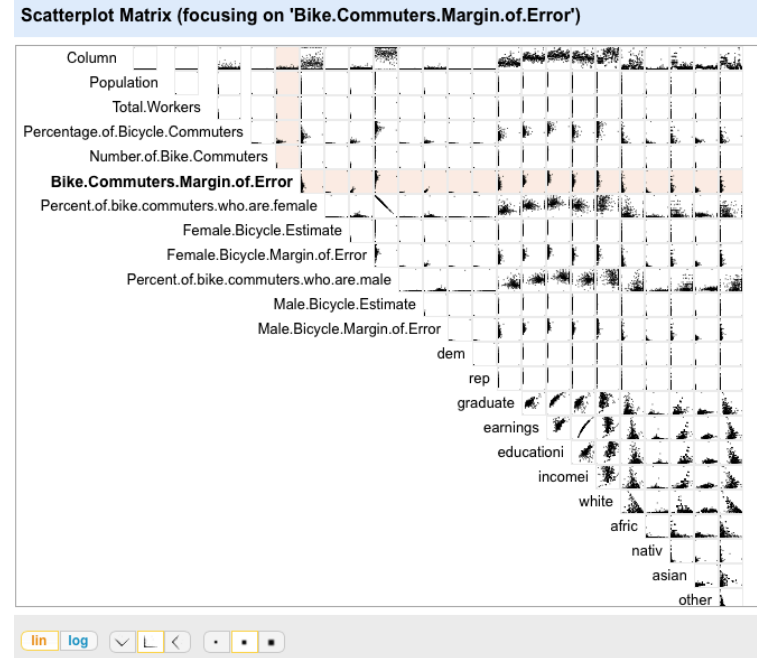 Scatterplot Matrix (focusing on 'Bike.Commuters.Margin.of.Error')
Column
Population
Total.Workers
Percentage.of.Bicycle.Commuters
Number.of.Bike.Commuters
Bike.Commuters.Margin.of.Error
Percent.of.bike.commuters.who.are.female
Female.Bicycle.Estimate
Female.Bicycle.Margin.of.Error
Percent.of.bike.commuters.who.are.male
Male.Bicycle.Estimate
Male.Bicycle.Margin.of.Error
dem
rep
graduate
earnings
educationi
incomei
white
afric
nativ
asian
other
lin log